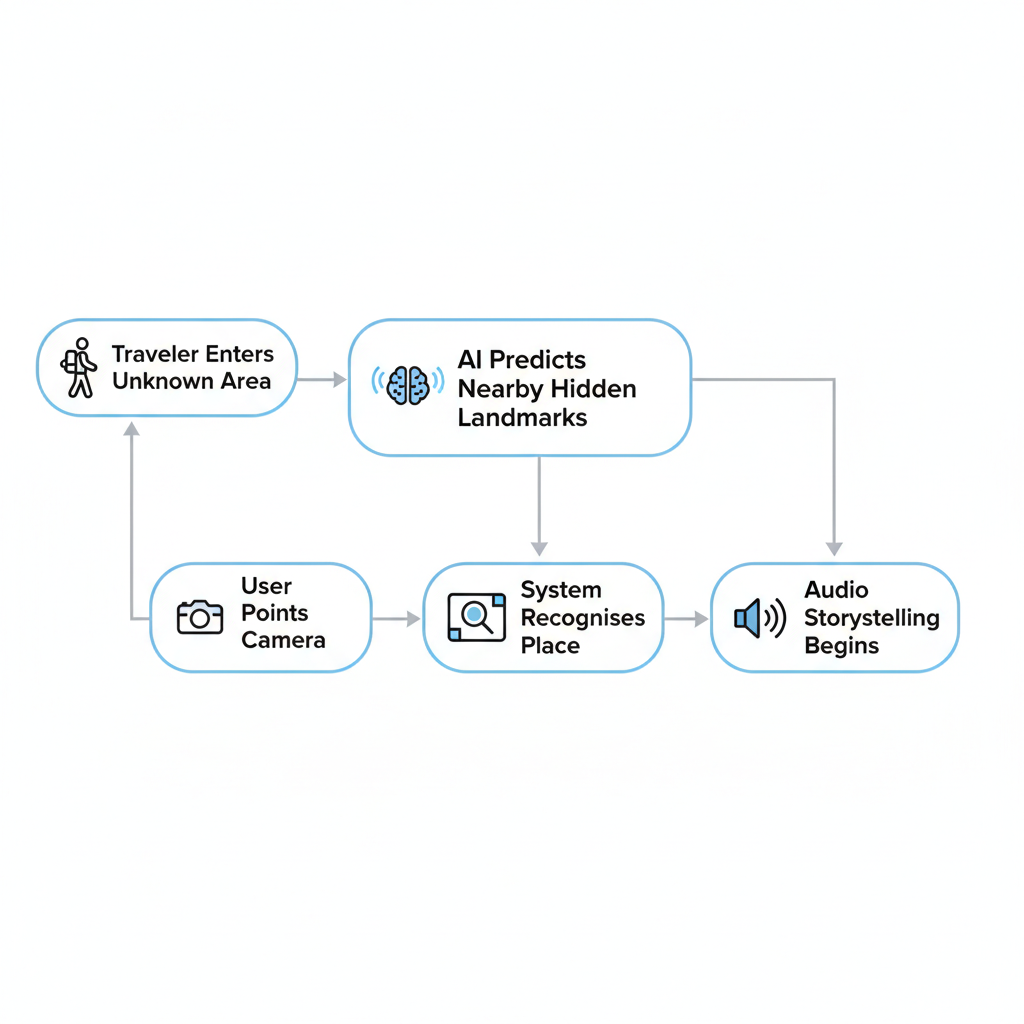 Traveler Enters
Unknown Area
AI Predicts
Nearby Hidden
Landmarks
User
Points
Camera
System
Recognises
Place
Audio
Storystelling
Begins